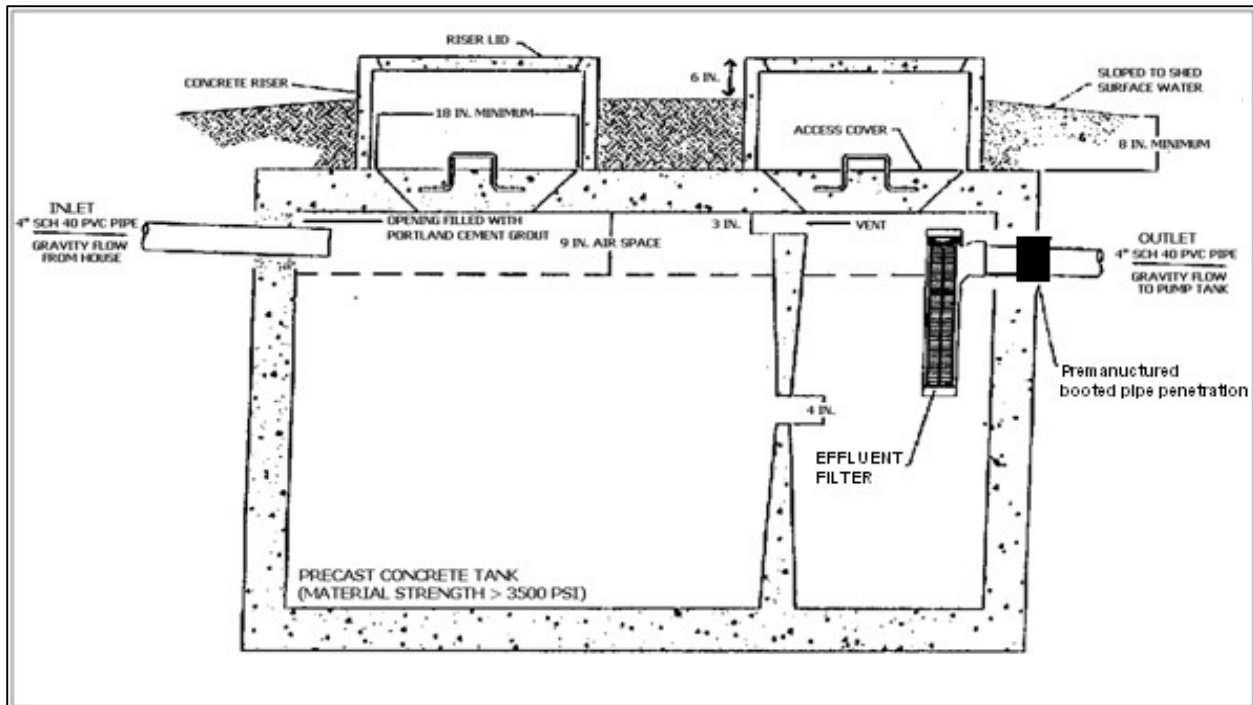 RISER LID
CONCRETE RISER
6 IN.
SLOPED TO SHED
SURFACE WATER
18 IN. MINIMUM
ACCESS COVER
8 IN. MINIMUM
INLET
4" SCH 40 PVC PIPE
GRAVITY FLOW
FROM HOUSE
OPENING FILLED WITH
PORTLAND CEMENT GROUT
9 IN. AIR SPACE
3 IN.
VENT
OUTLET
4" SCH 40 PVC PIPE
GRAVITY FLOW
TO PUMP TANK
Premanuctured
booted pipe penetration
4 IN.
EFFLUENT
FILTER
PRECAST CONCRETE TANK
(MATERIAL STRENGTH > 3500 PSI)